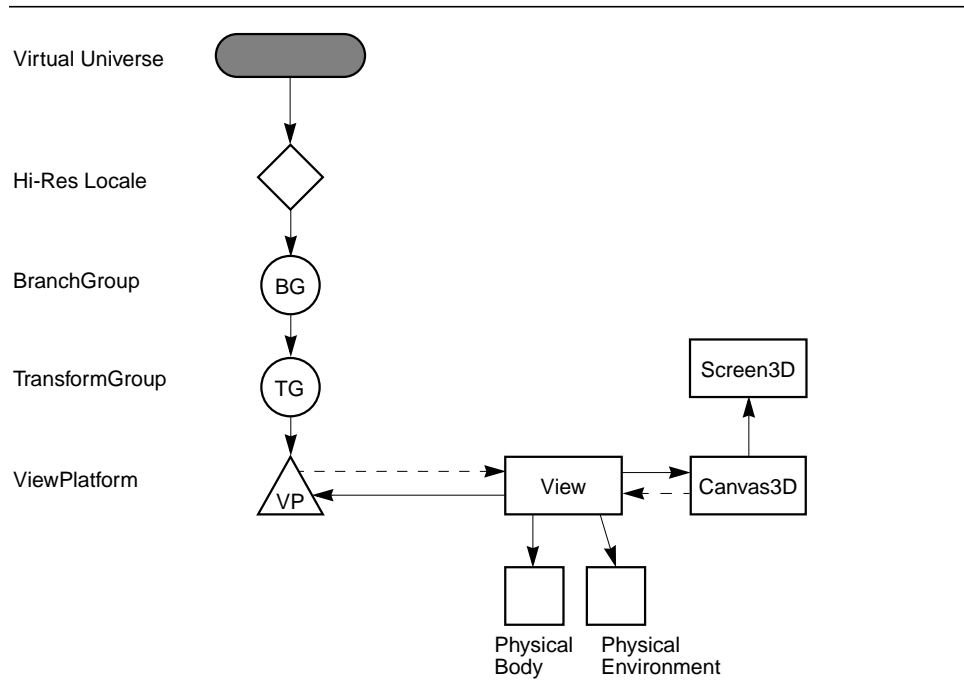 Virtual Universe
Hi-Res Locale
BranchGroup
BG
TransformGroup
TG
Screen3D
ViewPlatform
VP
View
Canvas3D
Physical
Body
Physical
Environment